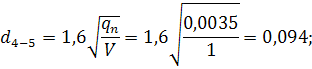 d₄₋₅ = 1,6√(qₙ/V) = 1,6√(0,0035/1) = 0,094;